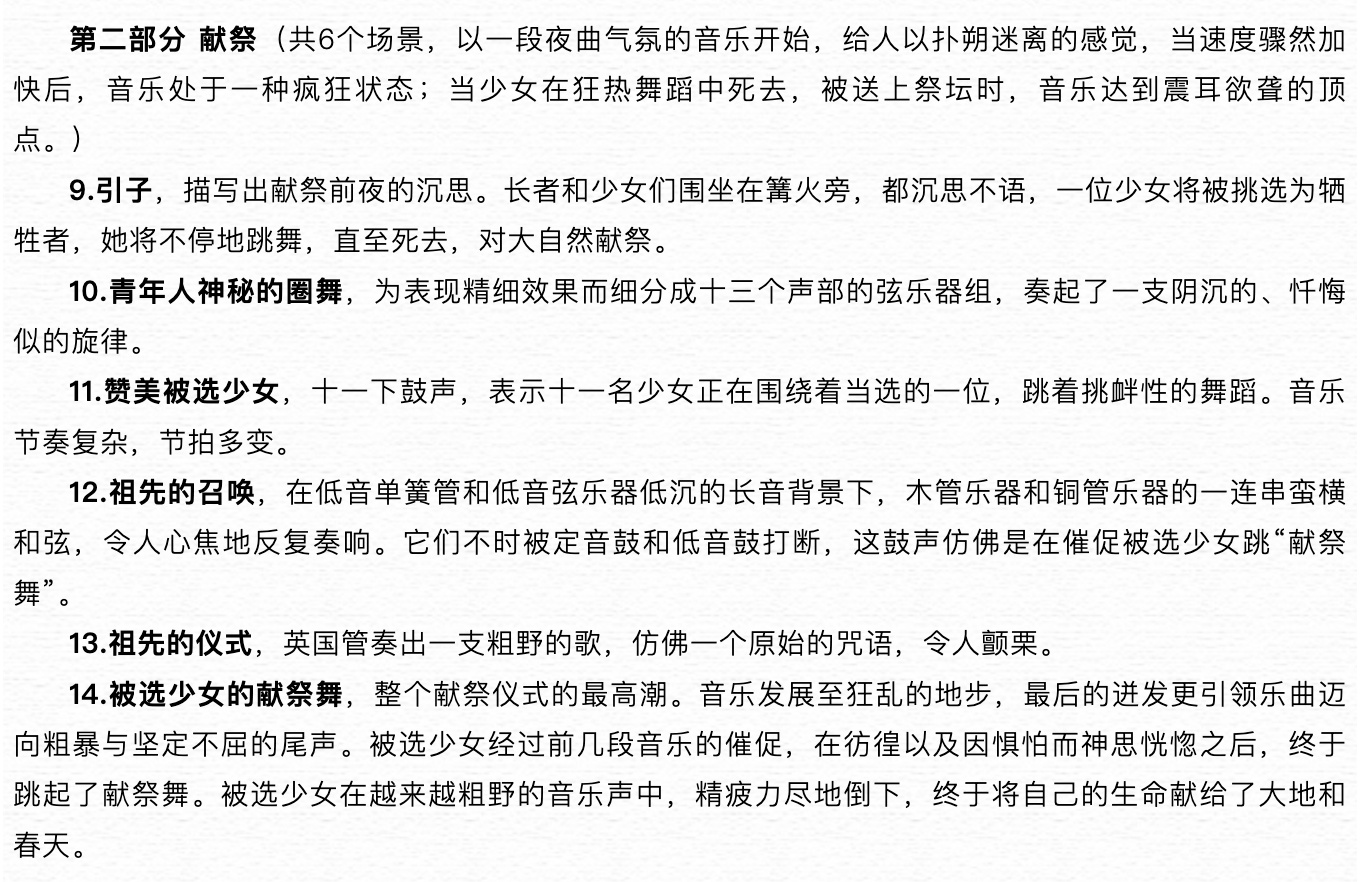 第二部分 献祭（共6个场景，以一段夜曲气氛的音乐开始，给人以扑朔迷离的感觉，当速度骤然加
快后，音乐处于一种疯狂状态；当少女在狂热舞蹈中死去，被送上祭坛时，音乐达到震耳欲聋的顶
点。）
9.引子，描写出献祭前夜的沉思。长者和少女们围坐在篝火旁，都沉思不语，一位少女将被挑选为牺
牲者，她将不停地跳舞，直至死去，对大自然献祭。
10.青年人神秘的圈舞，为表现精细效果而细分成十三个声部的弦乐器组，奏起了一支阴沉的、忏悔
似的旋律。
11.赞美被选少女，十一下鼓声，表示十一名少女正在围绕着当选的一位，跳着挑衅性的舞蹈。音乐
节奏复杂，节拍多变。
12.祖先的召唤，在低音单簧管和低音弦乐器低沉的长音背景下，木管乐器和铜管乐器的一连串蛮横
和弦，令人心焦地反复奏响。它们不时被定音鼓和低音鼓打断，这鼓声仿佛是在催促被选少女跳“献祭
舞”。
13.祖先的仪式，英国管奏出一支粗野的歌，仿佛一个原始的咒语，令人颤栗。
14.被选少女的献祭舞，整个献祭仪式的最高潮。音乐发展至狂乱的地步，最后的迸发更引领乐曲迈
向粗暴与坚定不屈的尾声。被选少女经过前几段音乐的催促，在彷徨以及因惧怕而神思恍惚之后，终于
跳起了献祭舞。被选少女在越来越粗野的音乐声中，精疲力尽地倒下，终于将自己的生命献给了大地和
春天。